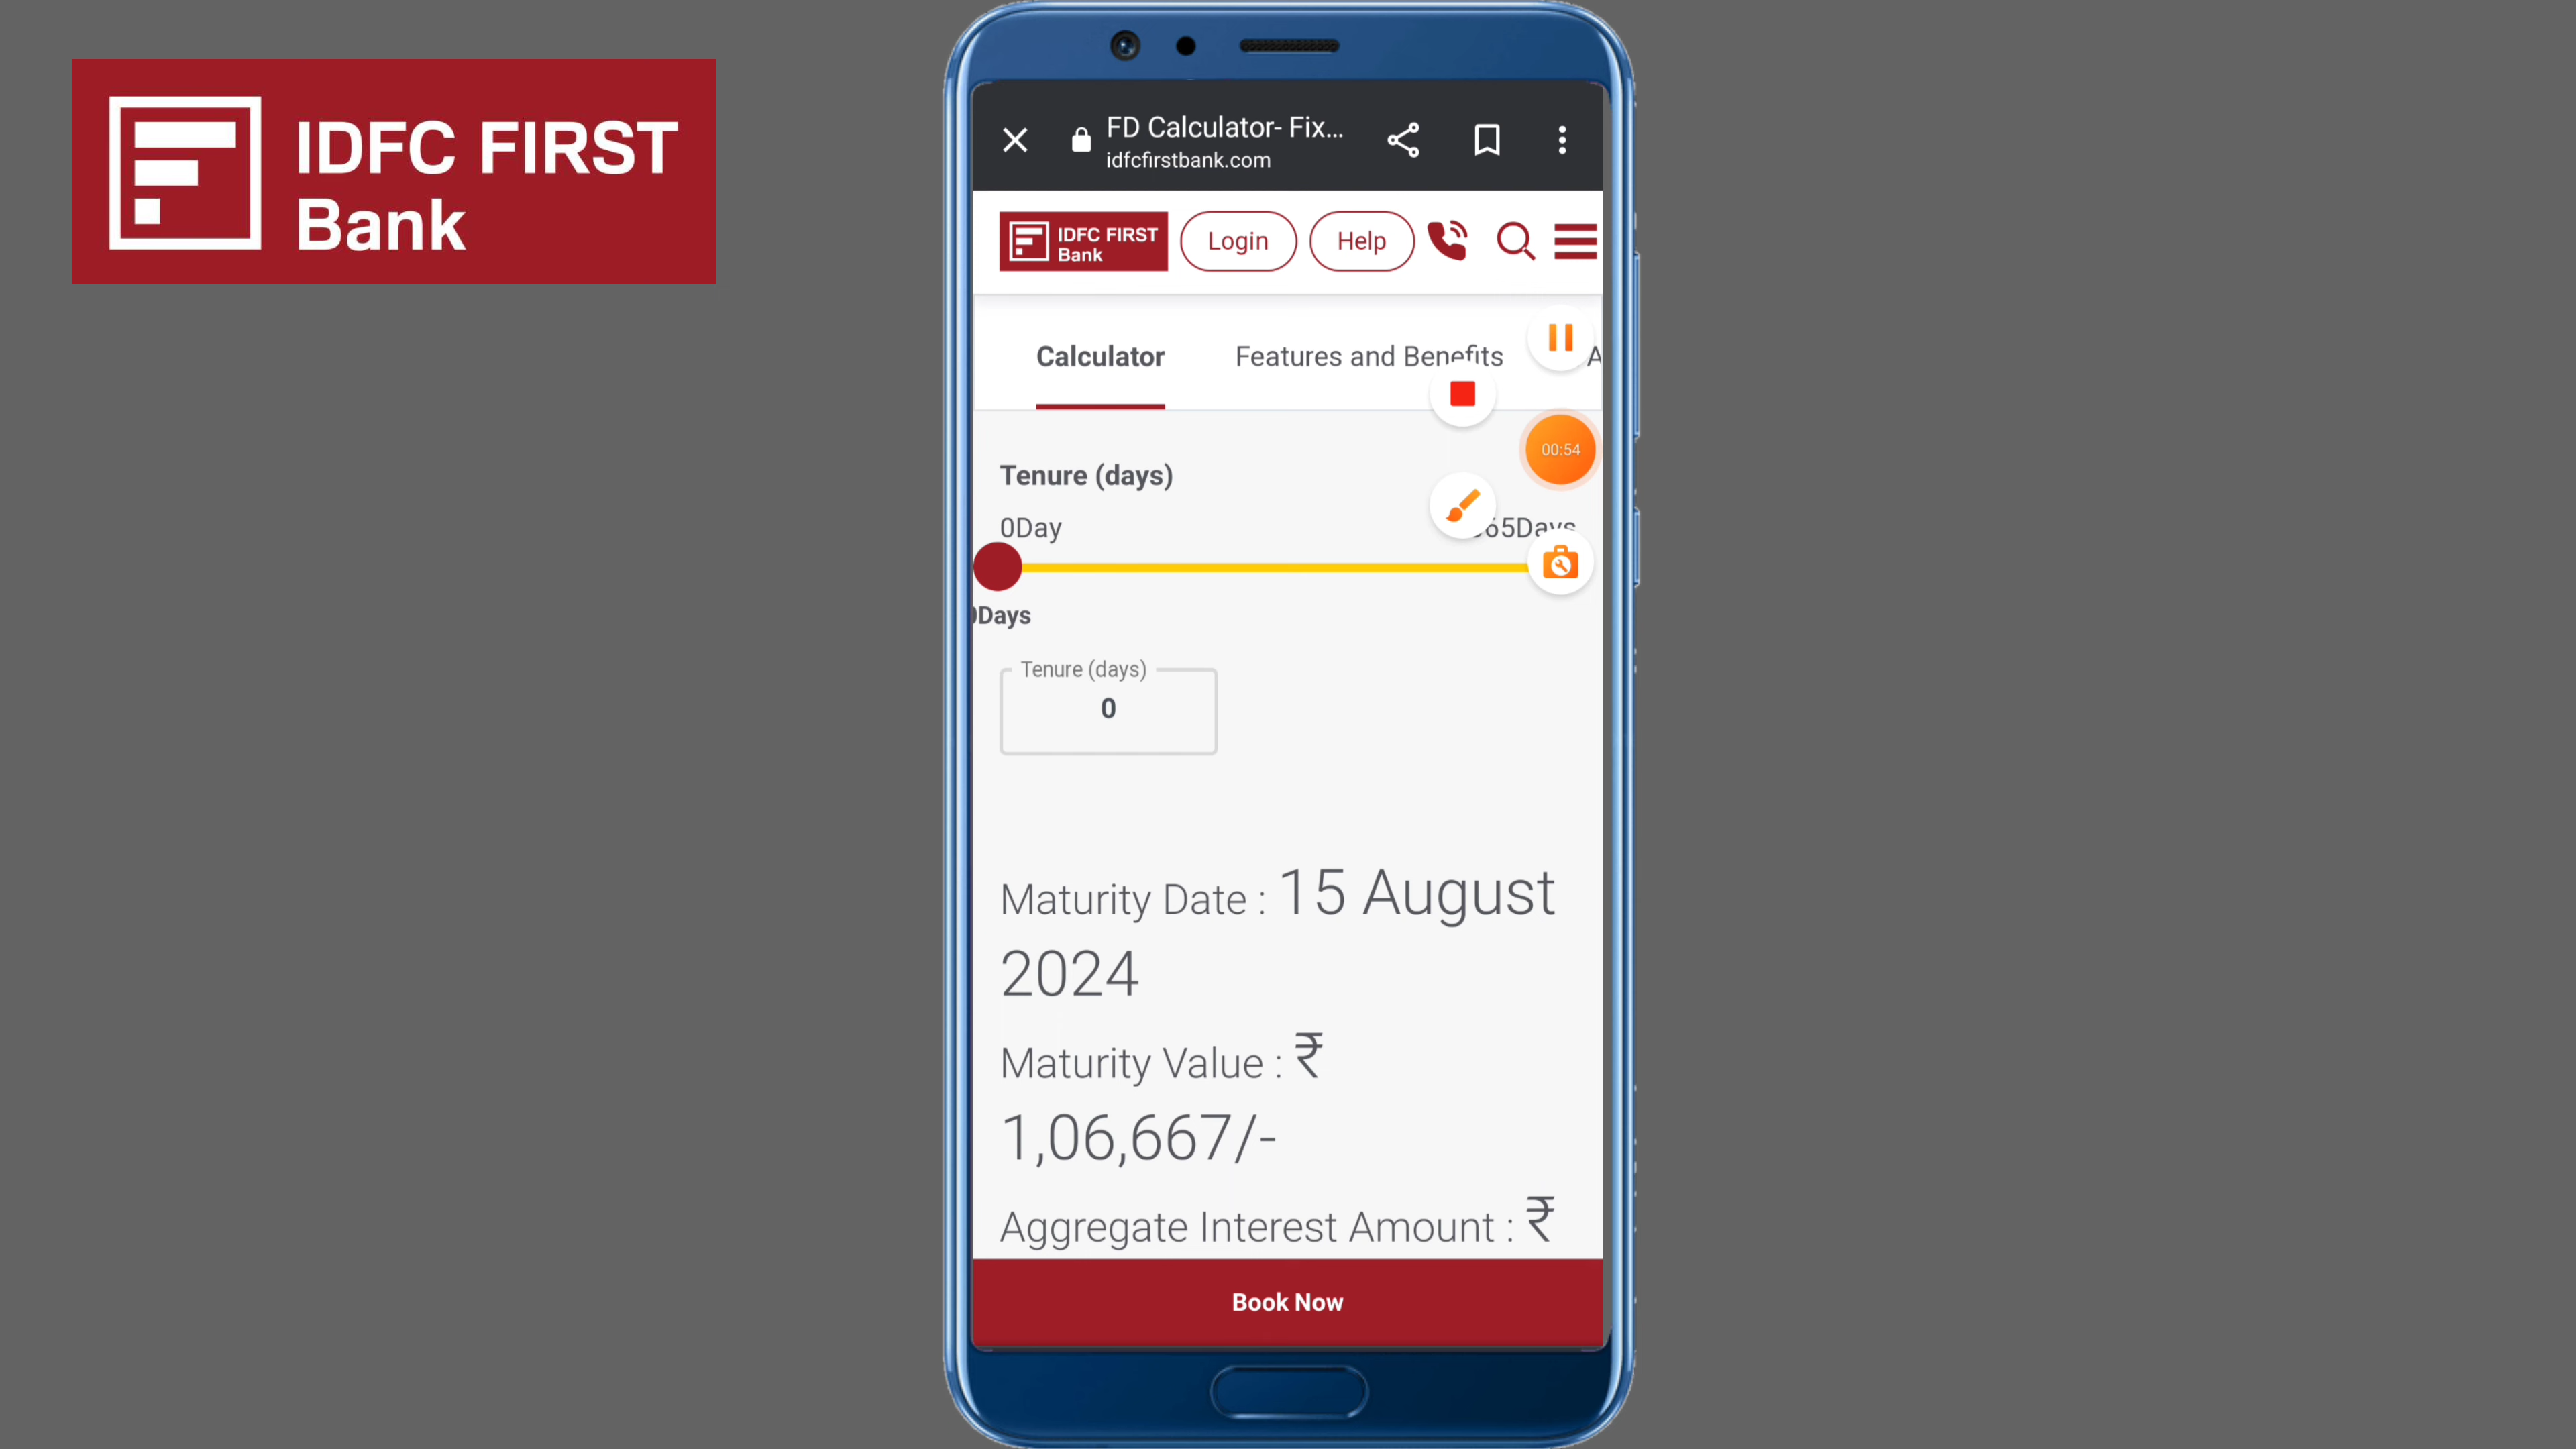 IDFC FIRST
Bank
FD Calculator- Fix...
idfcfirstbank.com
IDFC FIRST
Bank
Login
Help
Calculator
Features and Benefits
A
00:54
Tenure (days)
0Day
65Days
Days
Tenure (days)
0
Maturity Date : 15 August
2024
Maturity Value : ₹
1,06,667/-
Aggregate Interest Amount : ₹
Book Now